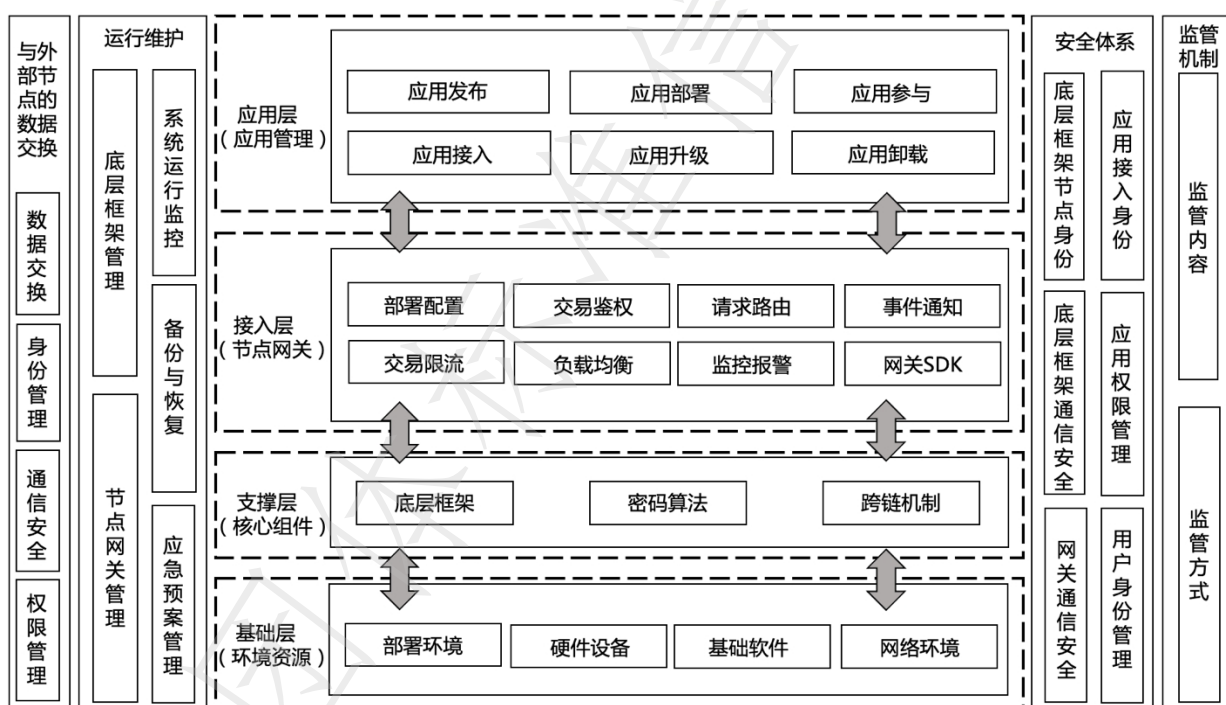 与外
部节
点的
数据
交换
数据交换
身份管理
通信安全
权限管理
运行维护
底层框架管理
节点网关管理
系统运行监控
备份与恢复
应急预案管理
应用层
（应用管理）
应用发布
应用部署
应用参与
应用接入
应用升级
应用卸载
接入层
（节点网关）
部署配置
交易鉴权
请求路由
事件通知
交易限流
负载均衡
监控报警
网关SDK
支撑层
（核心组件）
底层框架
密码算法
跨链机制
基础层
（环境资源）
部署环境
硬件设备
基础软件
网络环境
安全体系
底层框架节点身份
底层框架通信安全
网关通信安全
应用接入身份
应用权限管理
用户身份管理
监管
机制
监管内容
监管方式
团体标准信